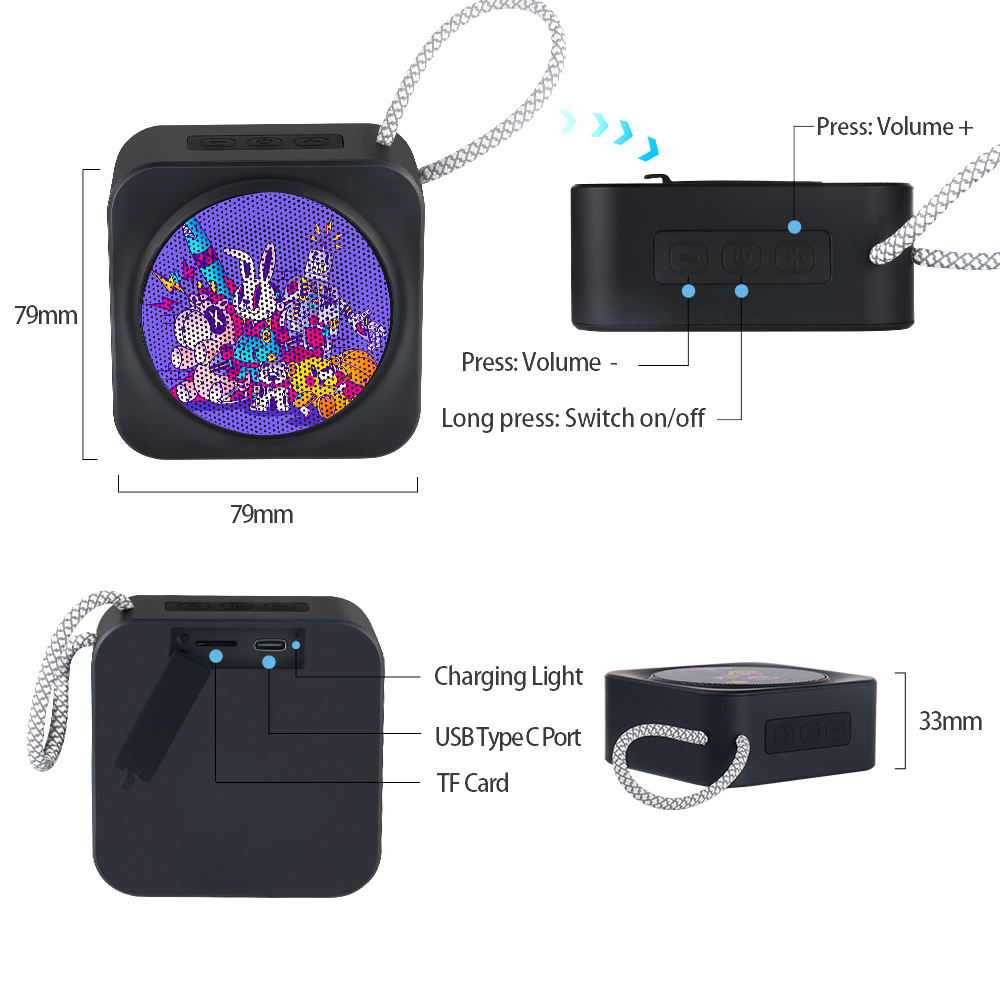 Press: Volume +
79mm
Press: Volume -
Long press: Switch on/off
79mm
Charging Light
USB Type C Port
TF Card
33mm